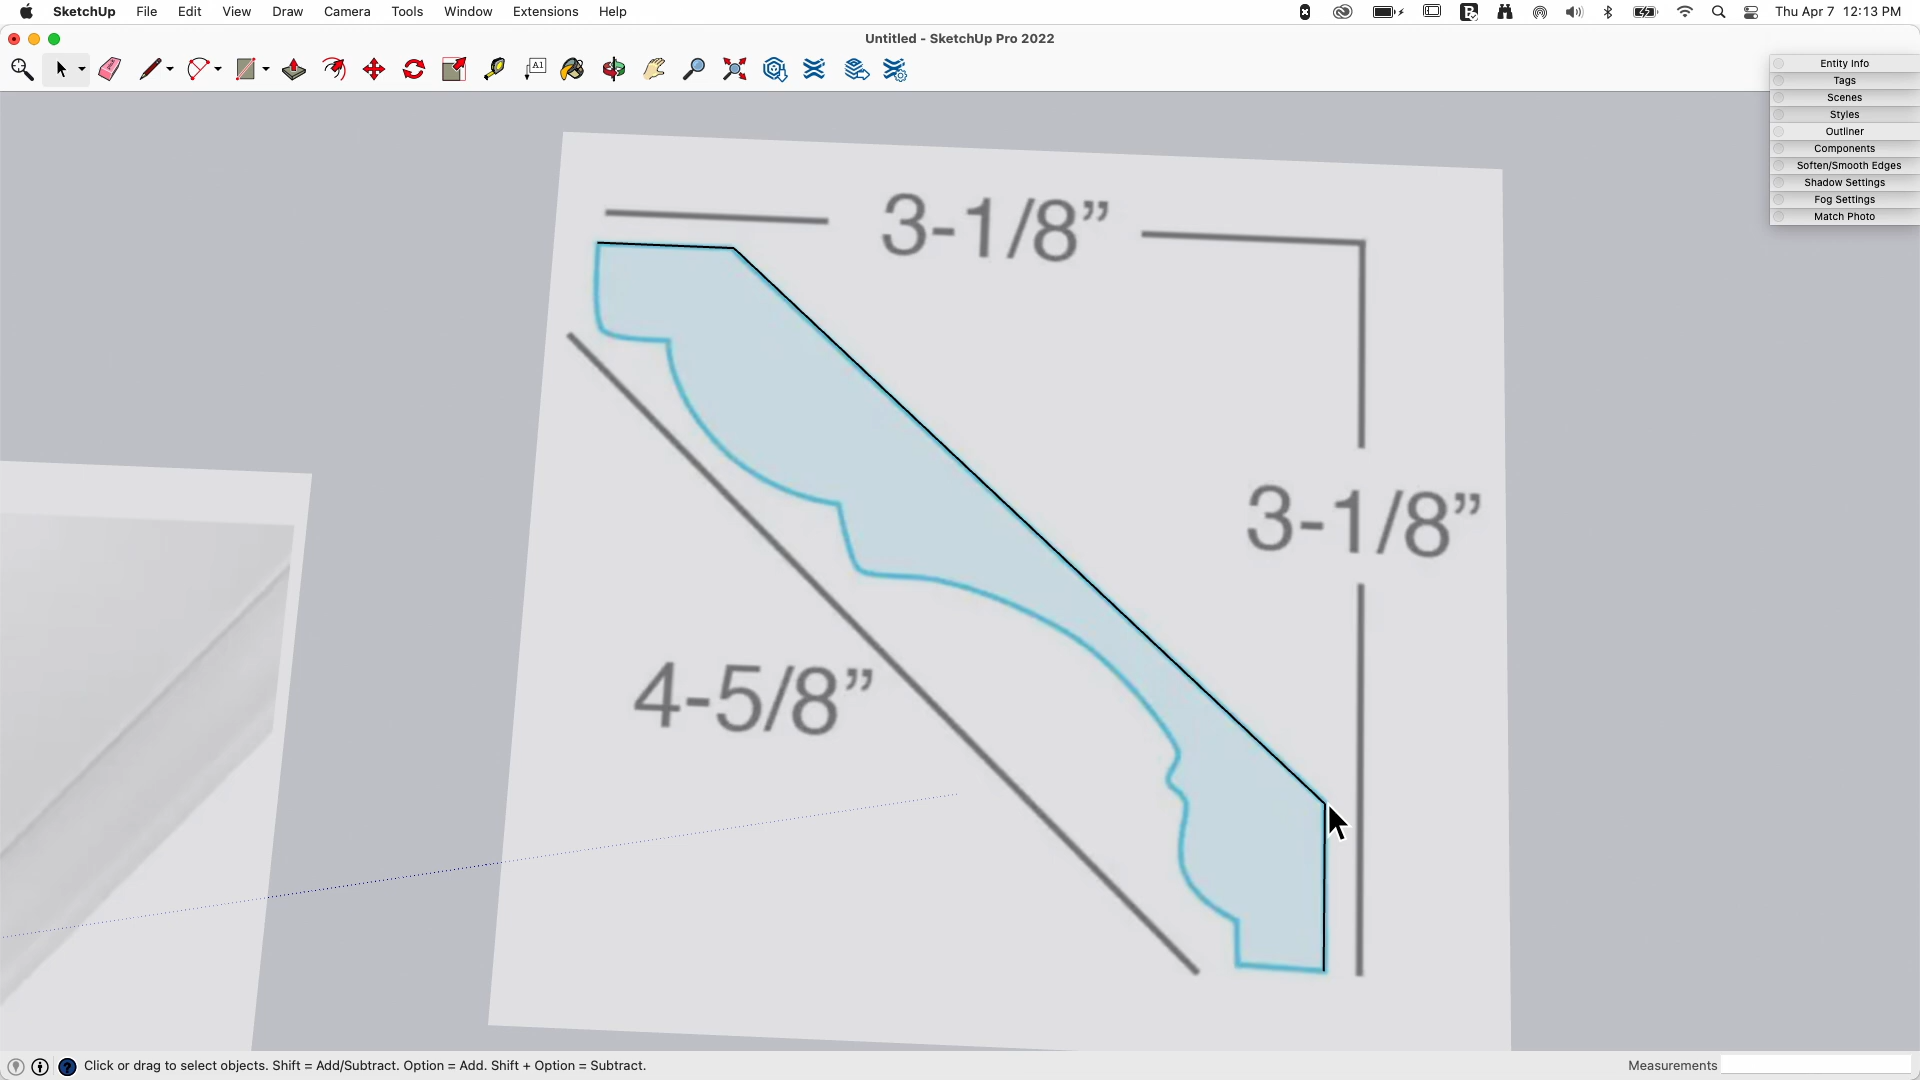 SketchUp File Edit View Draw Camera Tools Window Extensions Help Thu Apr 7 12:13 PM
Untitled - SketchUp Pro 2022
A1
Entity Info
Tags
Scenes
Styles
Outliner
Components
Soften/Smooth Edges
Shadow Settings
Fog Settings
Match Photo
3-1/8”
3-1/8”
4-5/8”
Click or drag to select objects. Shift = Add/Subtract. Option = Add. Shift + Option = Subtract. Measurements